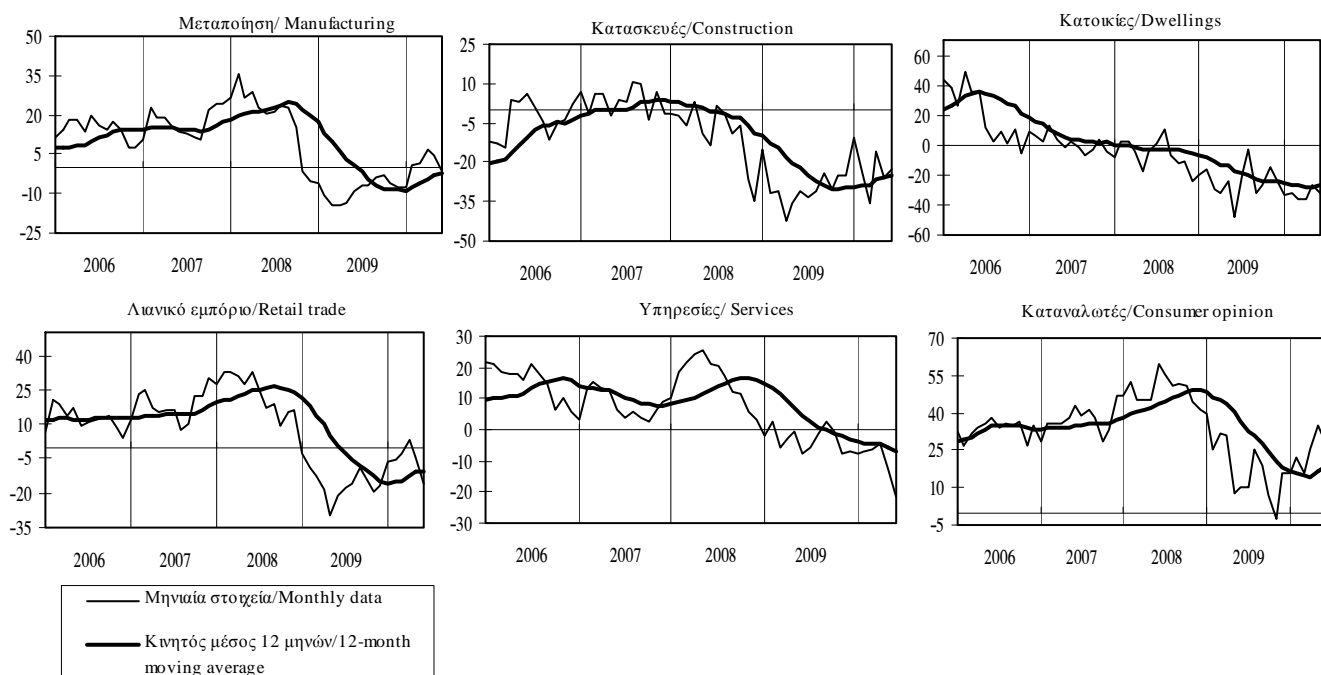 Μεταποίηση/ Manufacturing
50
35
20
5
-10
-25
2006 2007 2008 2009
Κατασκευές/Construction
25
10
-5
-20
-35
-50
2006 2007 2008 2009
Κατοικίες/Dwellings
60
40
20
0
-20
-40
-60
2006 2007 2008 2009
Λιανικό εμπόριο/Retail trade
40
25
10
-5
-20
-35
2006 2007 2008 2009
Υπηρεσίες/ Services
30
20
10
0
-10
-20
-30
2006 2007 2008 2009
Καταναλωτές/Consumer opinion
70
55
40
25
10
-5
2006 2007 2008 2009
Μηνιαία στοιχεία/Monthly data
Κινητός μέσος 12 μηνών/12-month
moving average